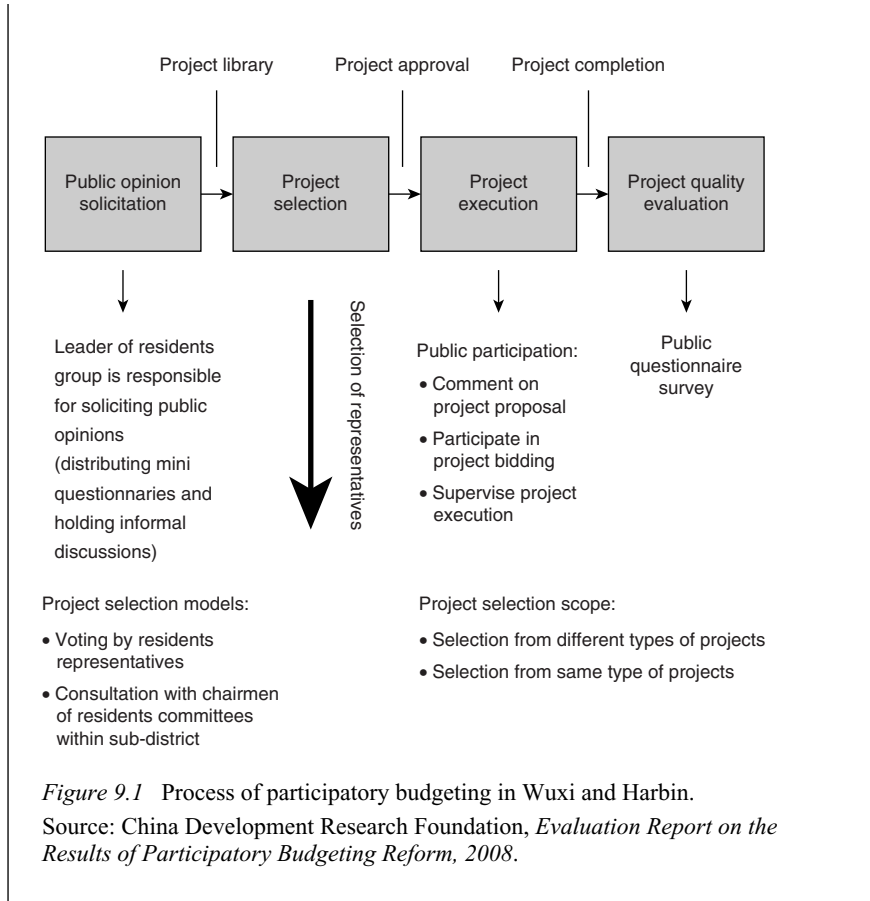 Project library
Project approval
Project completion
Public opinion
solicitation
Project
selection
Project
execution
Project quality
evaluation
Leader of residents
group is responsible
for soliciting public
opinions
(distributing mini
questionnaries and
holding informal
discussions)
Selection of representatives
Public participation:
• Comment on
project proposal
• Participate in
project bidding
• Supervise project
execution
Public
questionnaire
survey
Project selection models:
• Voting by residents
representatives
• Consultation with chairmen
of residents committees
within sub-district
Project selection scope:
• Selection from different types of projects
• Selection from same type of projects
Figure 9.1 Process of participatory budgeting in Wuxi and Harbin.
Source: China Development Research Foundation, Evaluation Report on the
Results of Participatory Budgeting Reform, 2008.